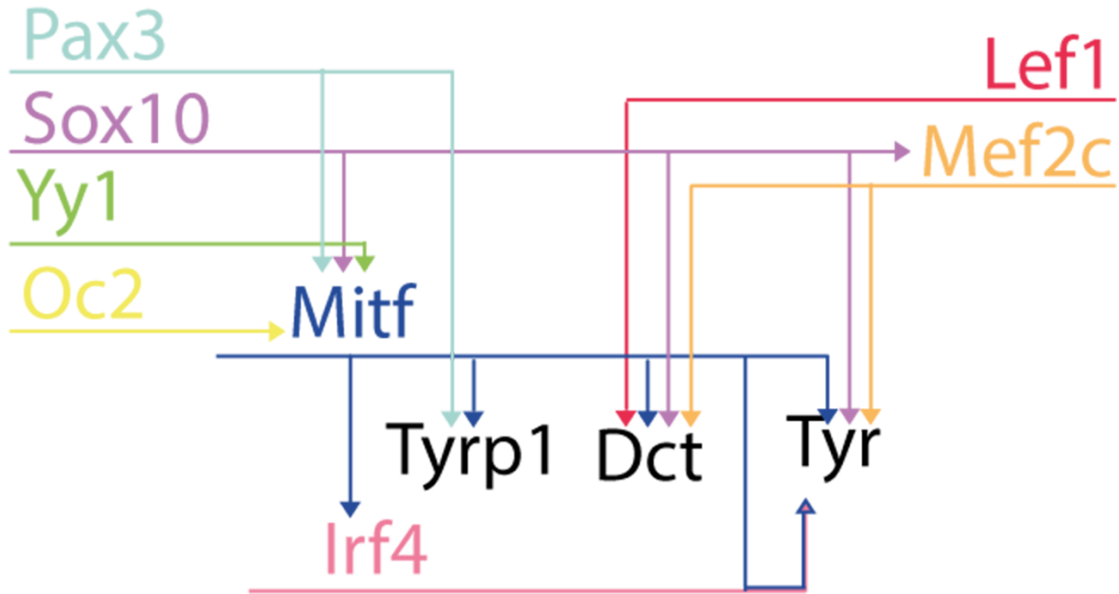 Pax3
Lef1
Sox10
Mef2c
Yy1
Oc2
Mitf
Tyrp1 Dct Tyr
Irf4